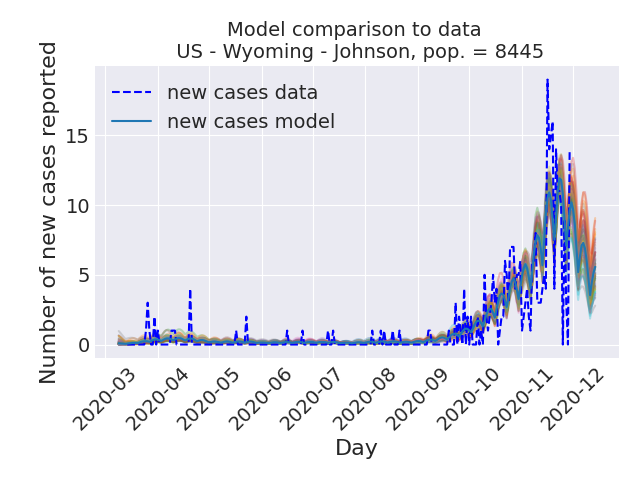 Model comparison to data
US - Wyoming - Johnson, pop. = 8445
new cases data
new cases model
Number of new cases reported
15
10
5
0
2020-03
2020-04
2020-05
2020-06
2020-07
2020-08
2020-09
2020-10
2020-11
2020-12
Day